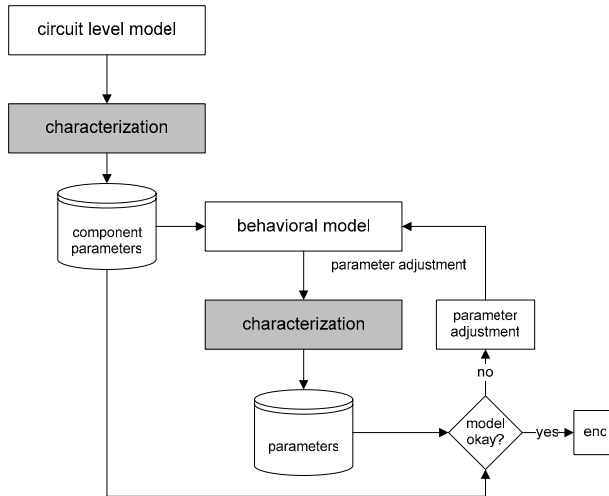 circuit level model
characterization
component
parameters
behavioral model
parameter adjustment
characterization
parameter
adjustment
no
parameters
model
okay?
yes
end